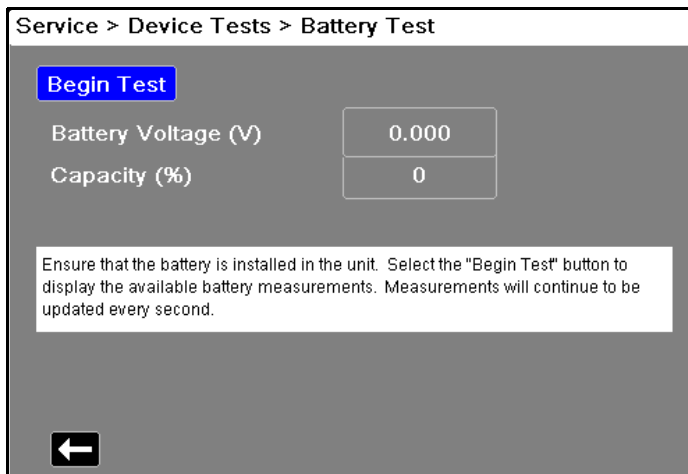 Service > Device Tests > Battery Test
Begin Test
Battery Voltage (V) 0.000
Capacity (%) 0
Ensure that the battery is installed in the unit. Select the "Begin Test" button to
display the available battery measurements. Measurements will continue to be
updated every second.